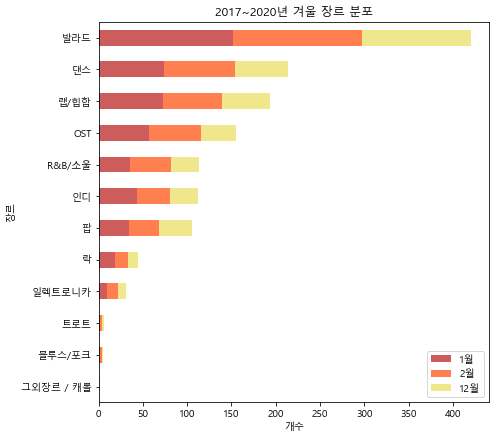 2017~2020년 겨울 장르 분포
발라드
댄스
랩/힙합
OST
R&B/소울
인디
팝
락
일렉트로니카
트로트
블루스/포크
그외장르 / 캐롤
장르
0 50 100 150 200 250 300 350 400
개수
1월
2월
12월